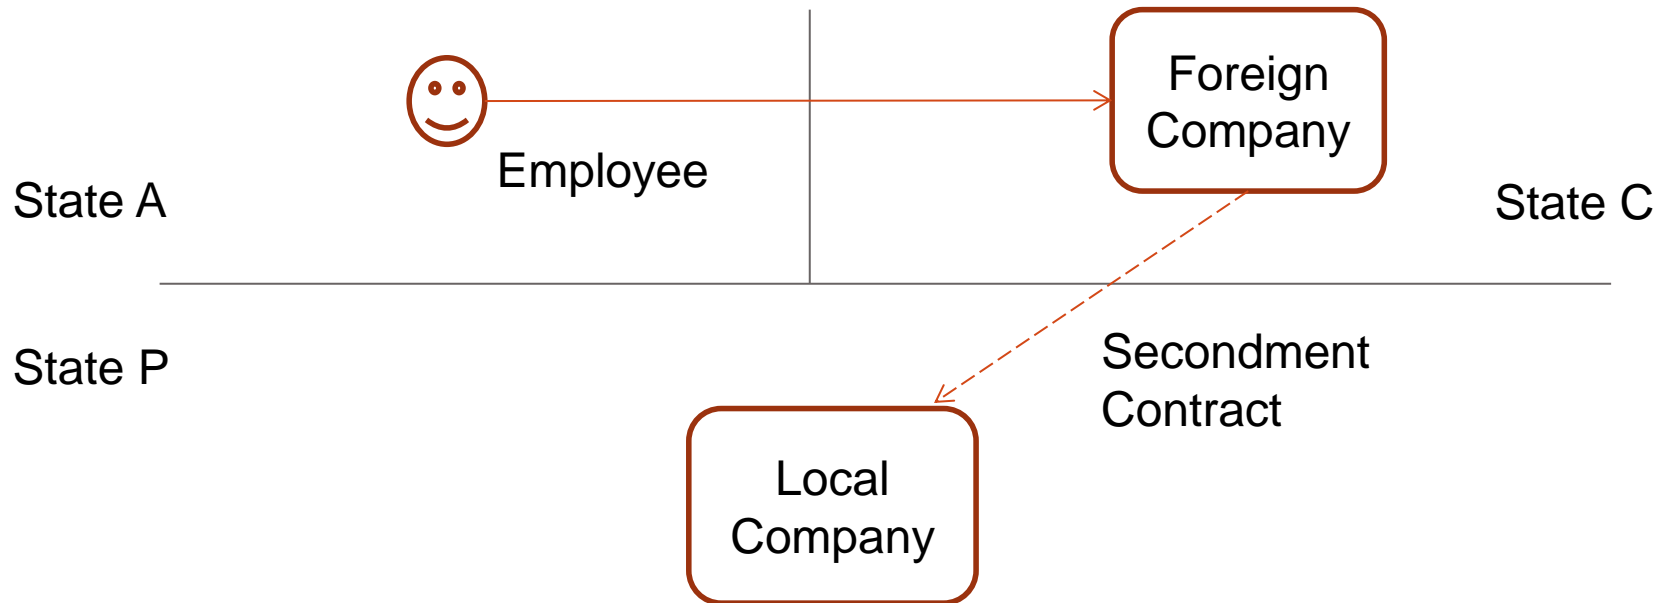 Foreign
Company
Employee
State A
State C
State P
Secondment
Contract
Local
Company